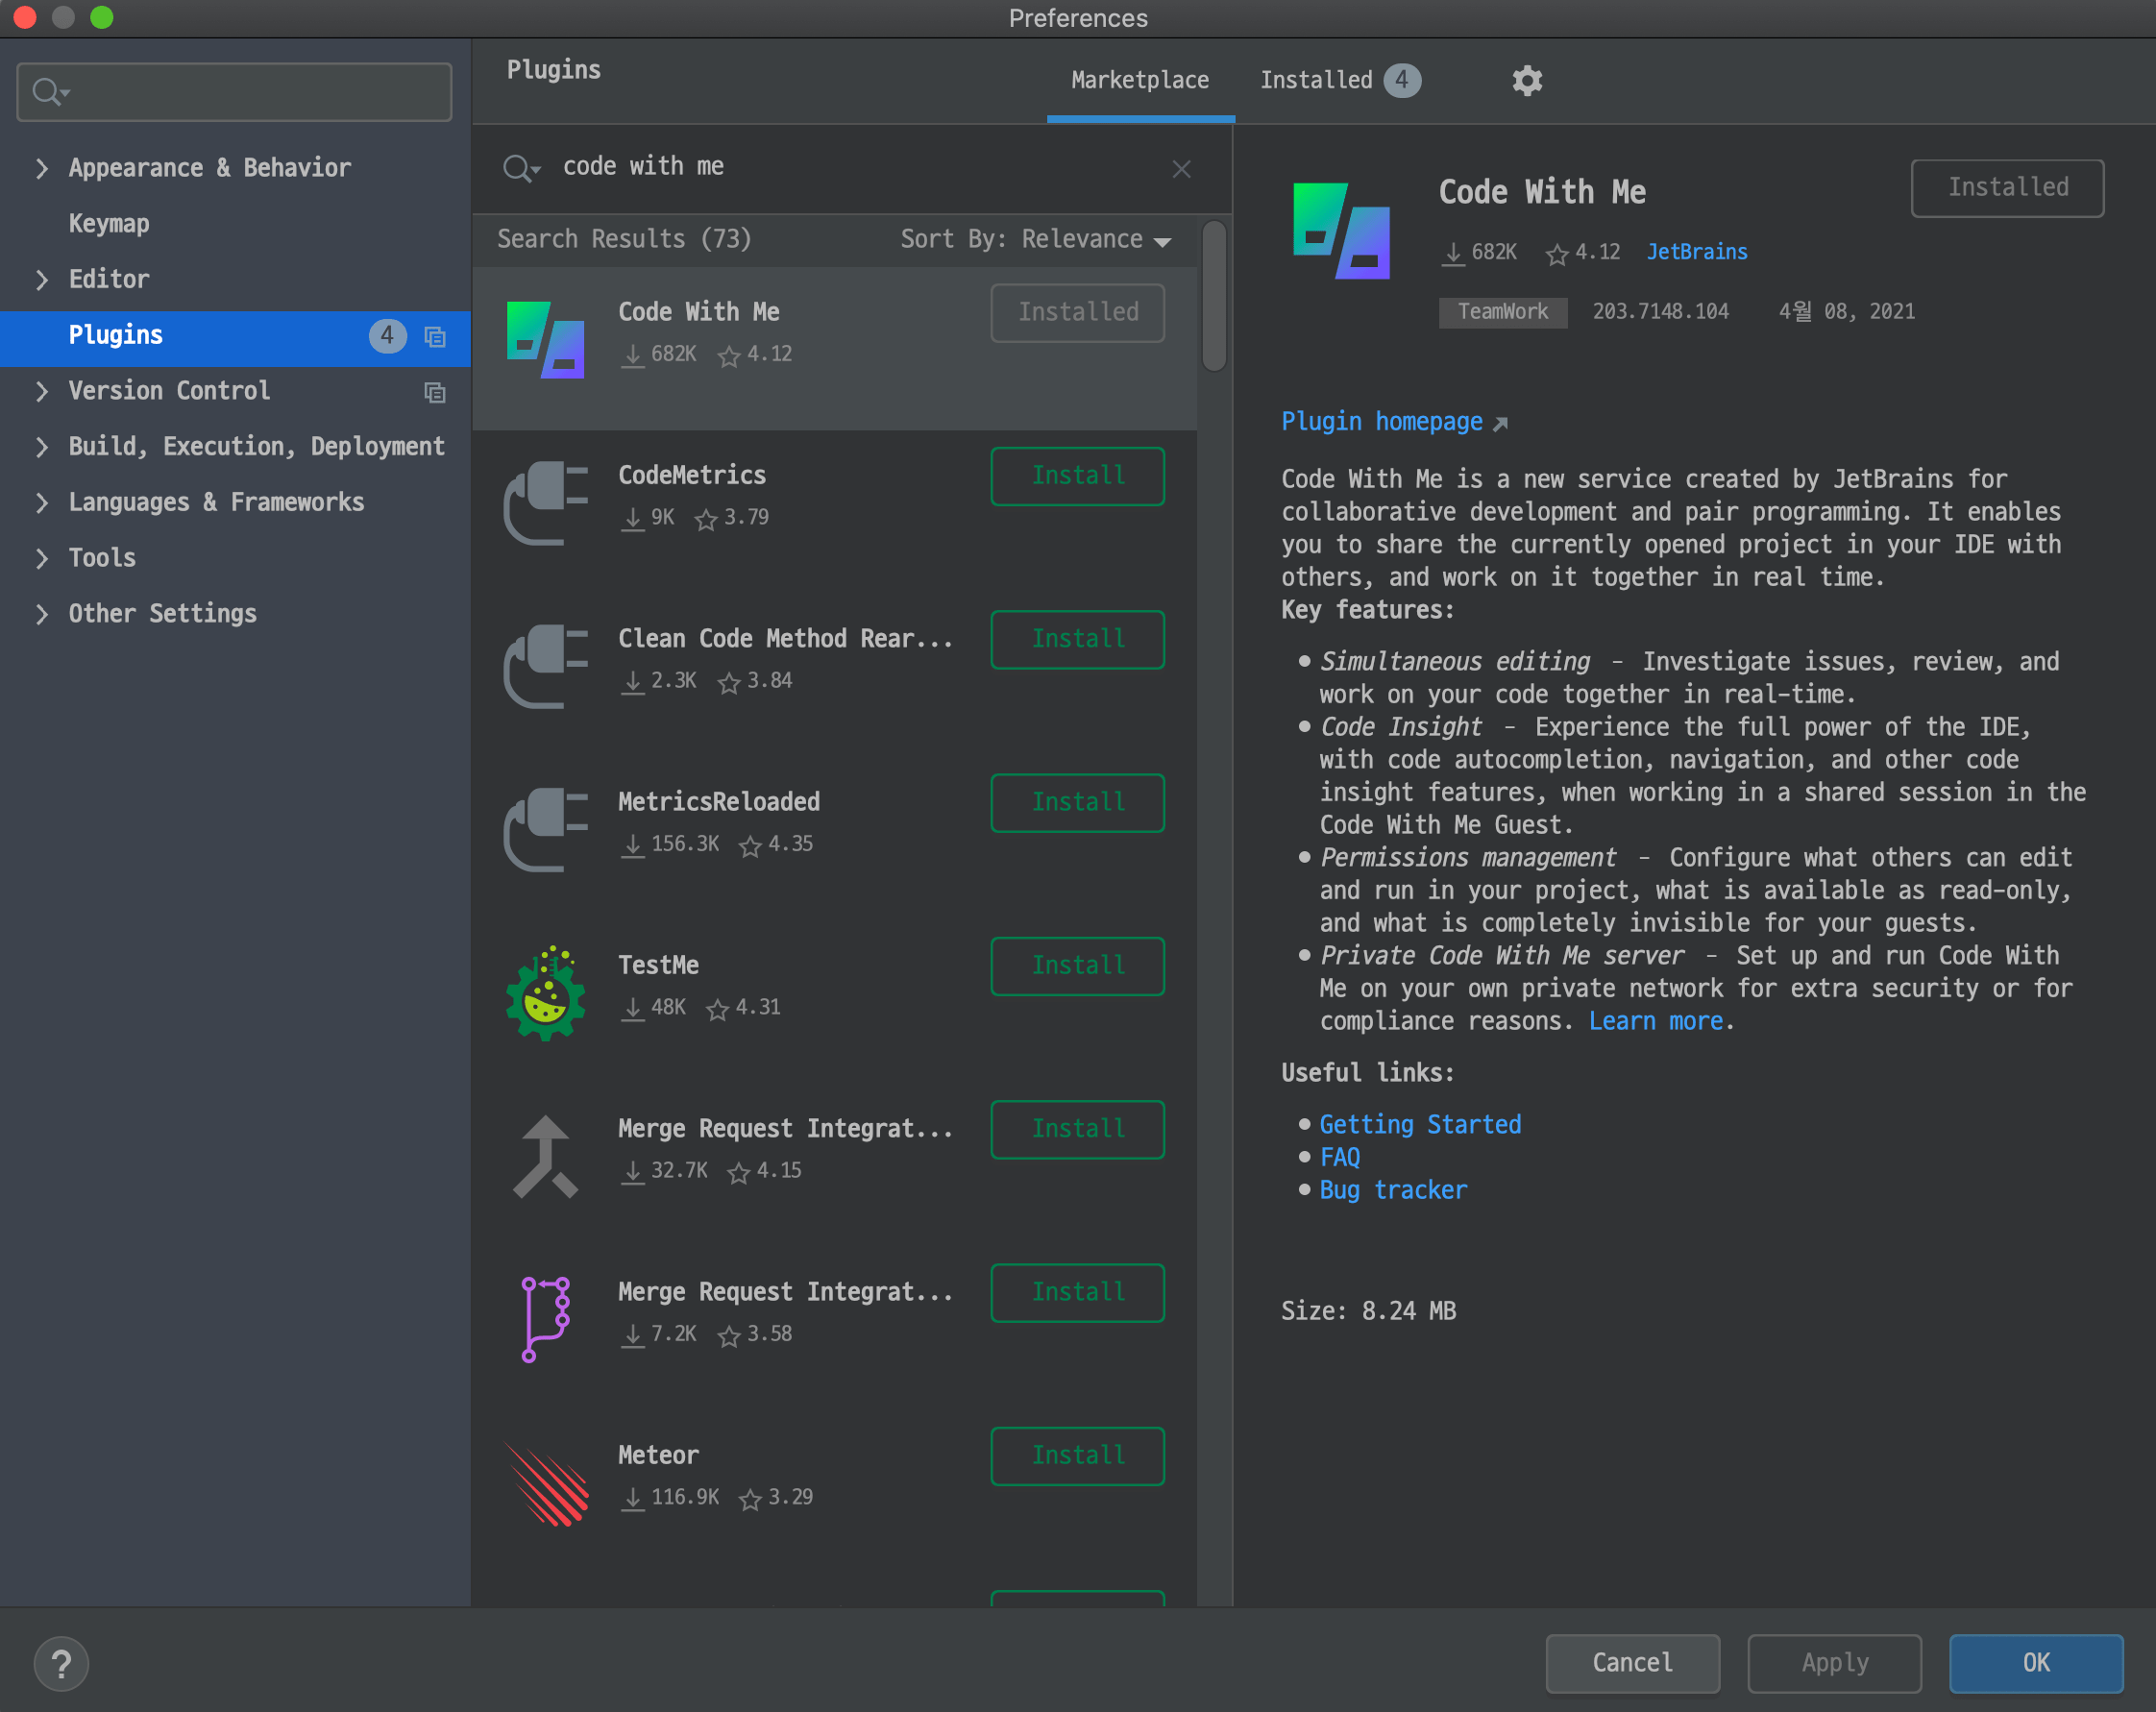 Preferences
Plugins
Marketplace
Installed 4
Appearance & Behavior
Keymap
Editor
Plugins 4
Version Control
Build, Execution, Deployment
Languages & Frameworks
Tools
Other Settings
code with me
Search Results (73)
Sort By: Relevance
Code With Me
Installed
682K 4.12
CodeMetrics
Install
9K 3.79
Clean Code Method Rear...
Install
2.3K 3.84
MetricsReloaded
Install
156.3K 4.35
TestMe
Install
48K 4.31
Merge Request Integrat...
Install
32.7K 4.15
Merge Request Integrat...
Install
7.2K 3.58
Meteor
Install
116.9K 3.29
Code With Me
Installed
682K 4.12 JetBrains
TeamWork 203.7148.104 4월 08, 2021
Plugin homepage
Code With Me is a new service created by JetBrains for
collaborative development and pair programming. It enables
you to share the currently opened project in your IDE with
others, and work on it together in real time.
Key features:
Simultaneous editing – Investigate issues, review, and
work on your code together in real-time.
Code Insight – Experience the full power of the IDE,
with code autocompletion, navigation, and other code
insight features, when working in a shared session in the
Code With Me Guest.
Permissions management – Configure what others can edit
and run in your project, what is available as read-only,
and what is completely invisible for your guests.
Private Code With Me server – Set up and run Code With
Me on your own private network for extra security or for
compliance reasons. Learn more.
Useful links:
Getting Started
FAQ
Bug tracker
Size: 8.24 MB
?
Cancel
Apply
OK